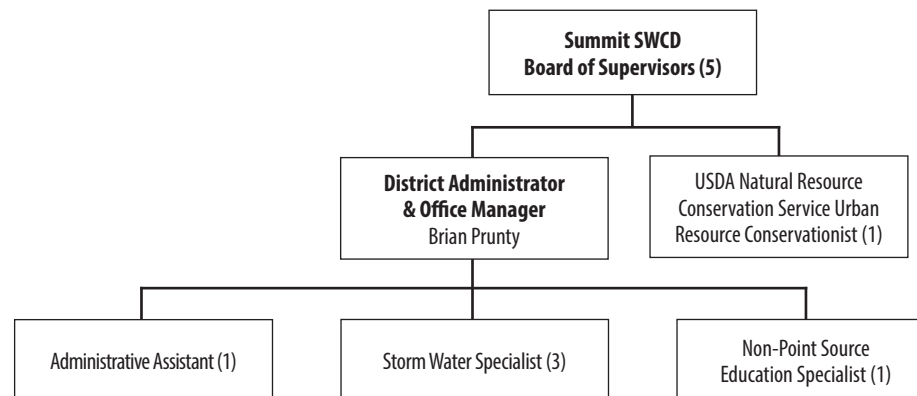 Summit SWCD
Board of Supervisors (5)
District Administrator
& Office Manager
Brian Prunty
USDA Natural Resource
Conservation Service Urban
Resource Conservationist (1)
Administrative Assistant (1)
Storm Water Specialist (3)
Non-Point Source
Education Specialist (1)